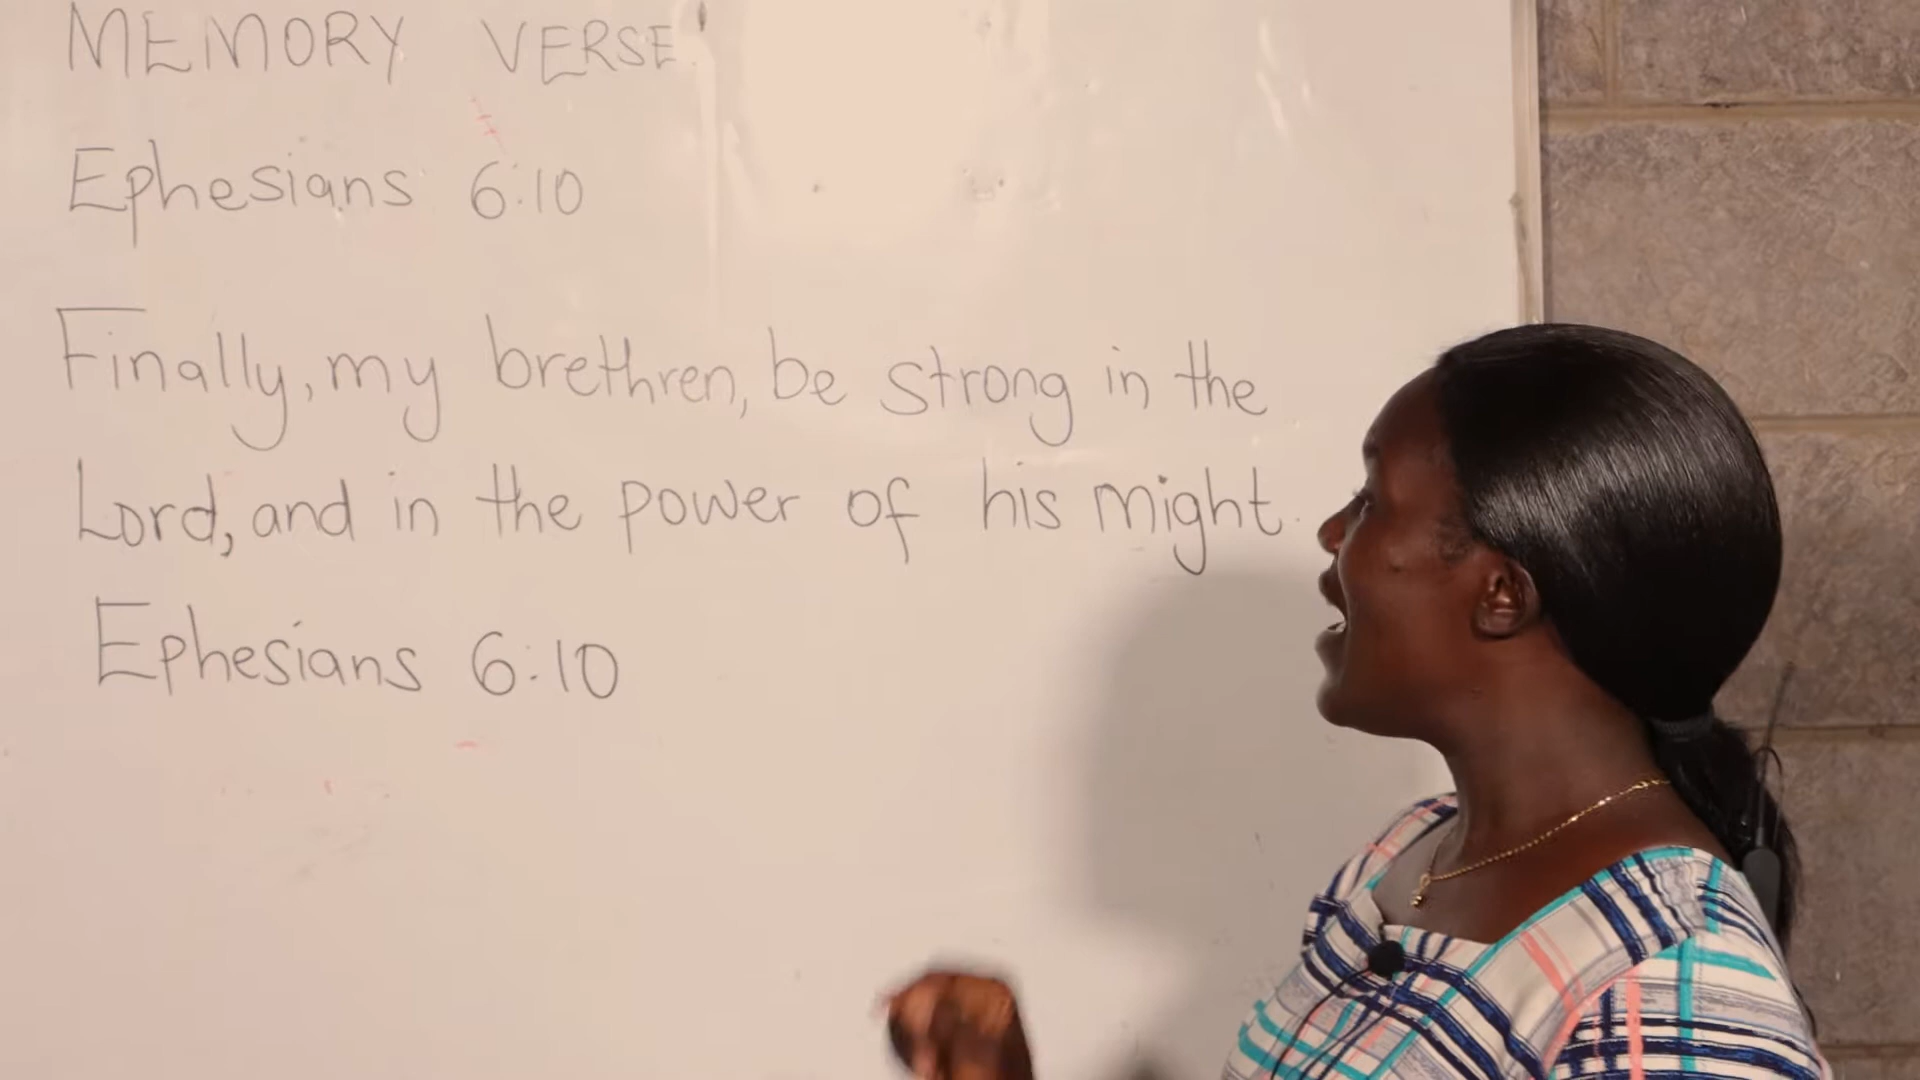 MEMORY VERSE
Ephesians 6:10
Finally, my brethren, be strong in the
Lord, and in the power of his might.
Ephesians 6:10